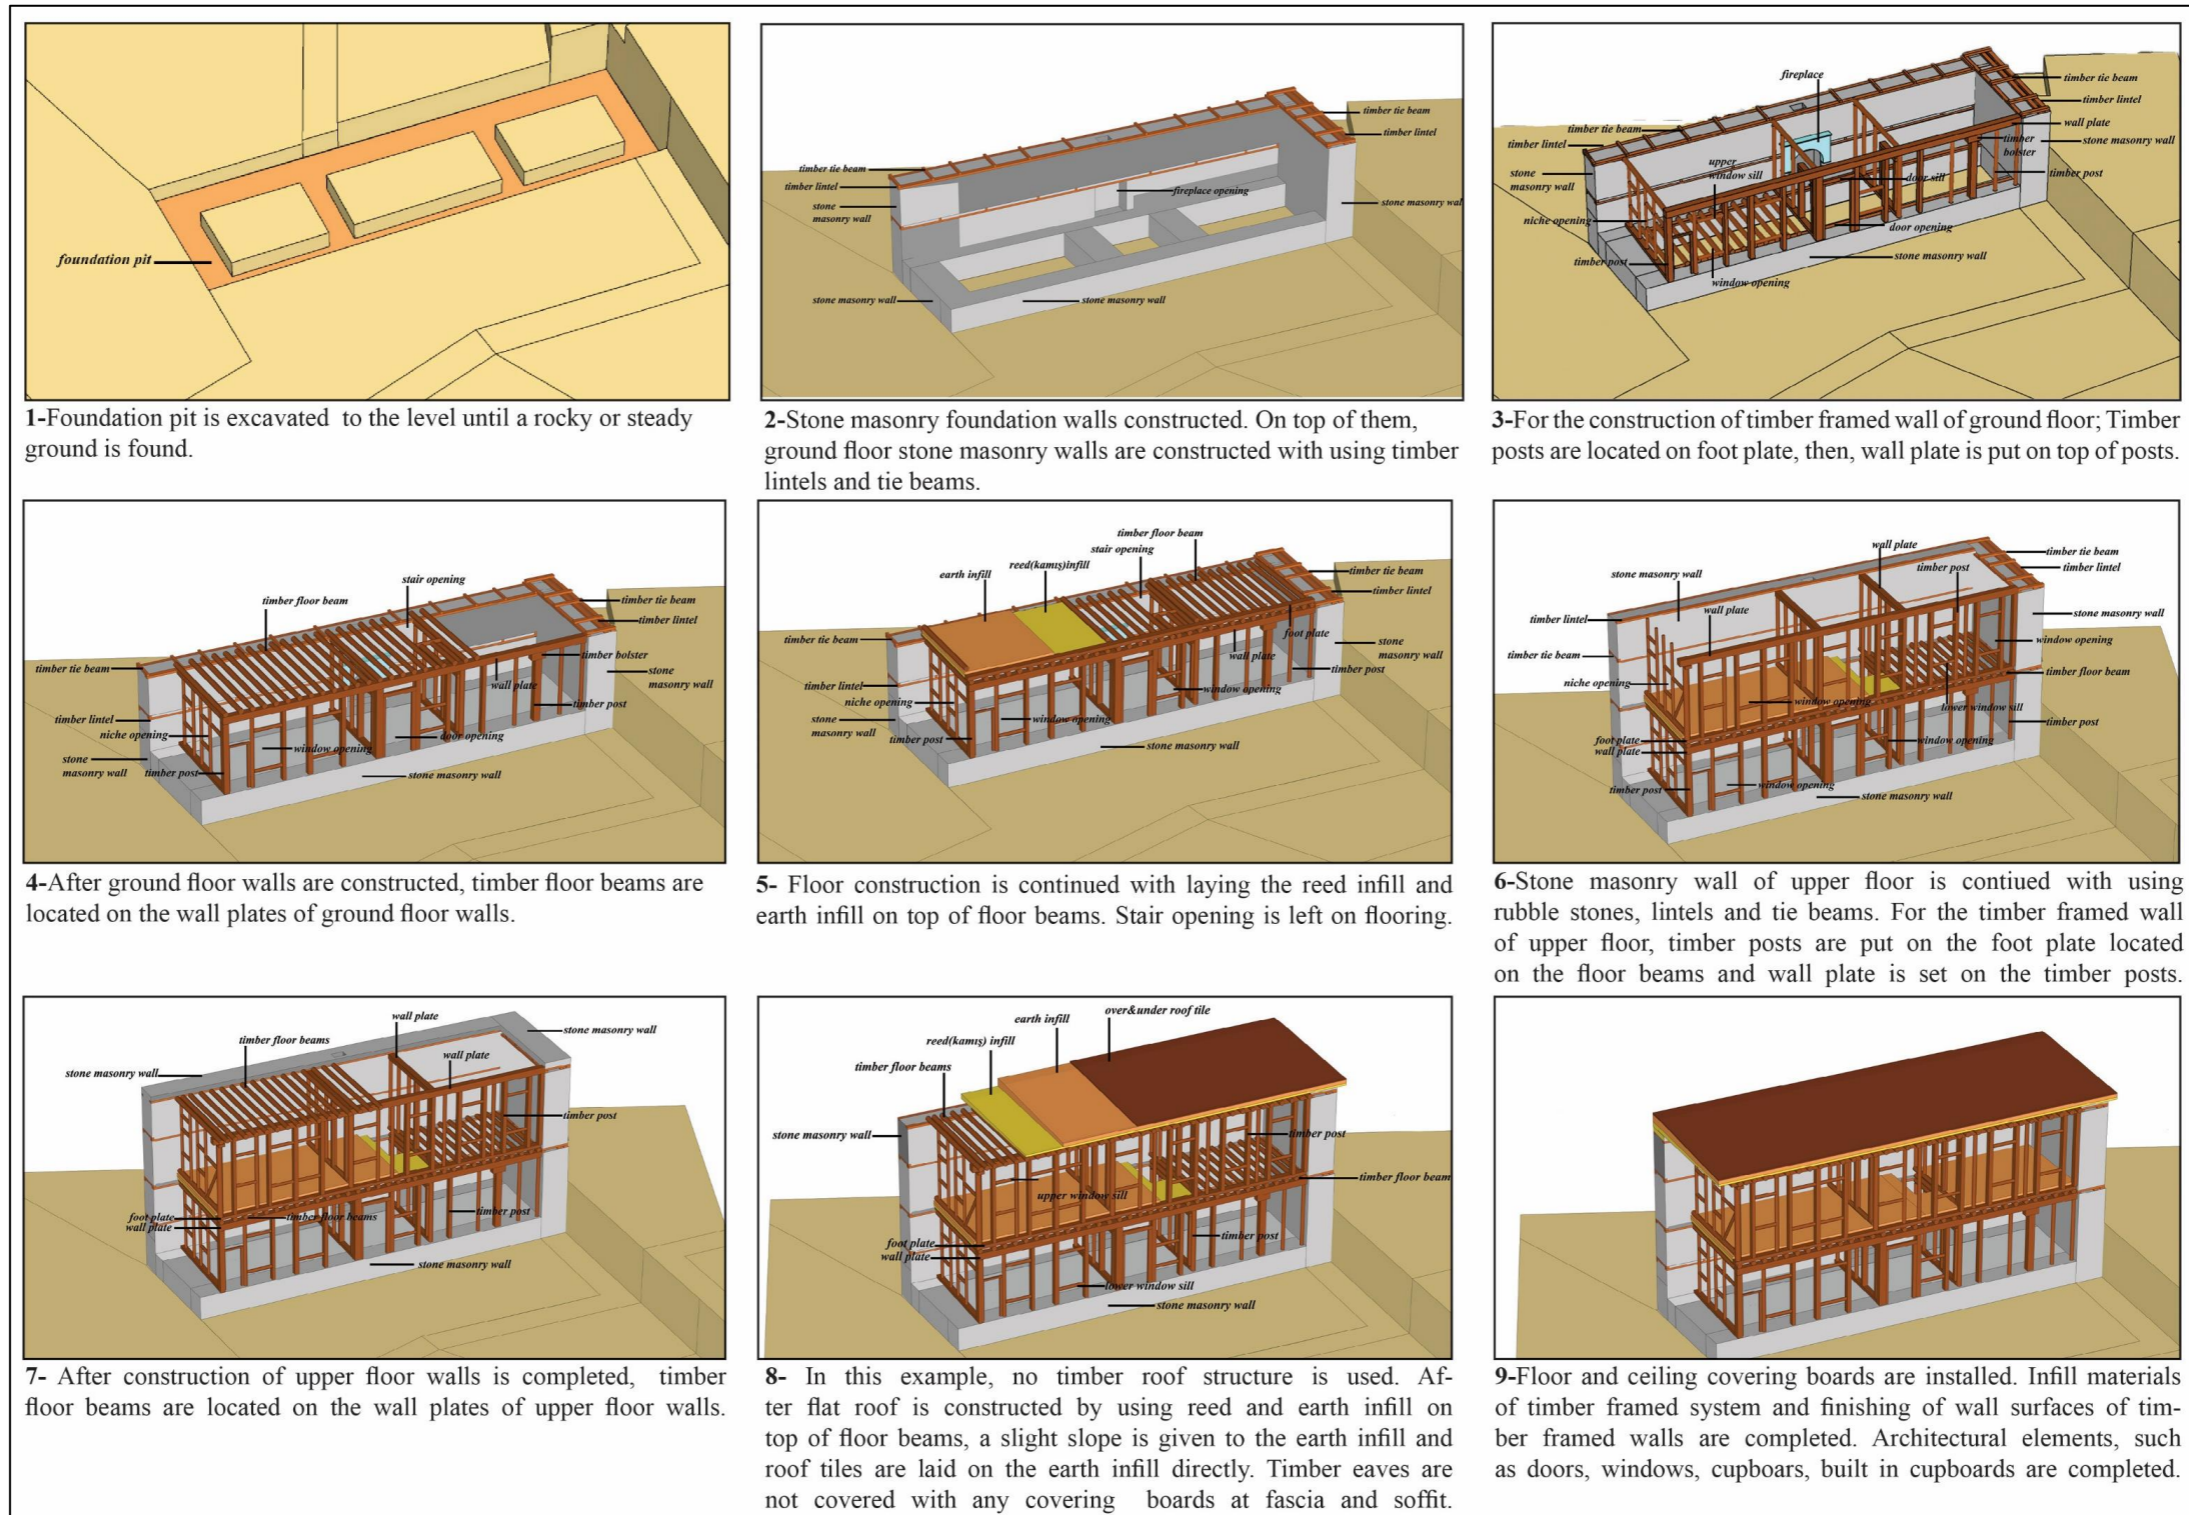 foundation pit
1-Foundation pit is excavated to the level until a rocky or steady
ground is found.
timber tie beam
timber lintel
timber tie beam
timber lintel
stone
masonry wall
fireplace opening
stone masonry wal
stone masonry wall
stone masonry wall
2-Stone masonry foundation walls constructed. On top of them,
ground floor stone masonry walls are constructed with using timber
lintels and tie beams.
fireplace
timber tie beam
timber lintel
wall plate
timber tie beam
timber lintel
timber
bolster
stone masonry wall
upper
window sill
door sill
stone
masonry wall
timber post
niche opening
door opening
timber post
stone masonry wall
window opening
3-For the construction of timber framed wall of ground floor; Timber
posts are located on foot plate, then, wall plate is put on top of posts.
stair opening
timber floor beam
timber tie beam
timber lintel
timber tie beam
timber bolster
stone
masonry wall
wall plate
timber post
timber lintel
niche opening
door opening
window opening
stone
masonry wall
timber post
stone masonry wall
4-After ground floor walls are constructed, timber floor beams are
located on the wall plates of ground floor walls.
timber floor beam
stair opening
reed(kamış)infill
earth infill
timber tie beam
timber lintel
timber tie beam
foot plate
stone
masonry wall
wall plate
timber post
timber lintel
window opening
niche opening
stone
masonry wall
window opening
timber post
stone masonry wall
5- Floor construction is continued with laying the reed infill and
earth infill on top of floor beams. Stair opening is left on flooring.
wall plate
timber tie beam
timber post
timber lintel
stone masonry wall
wall plate
stone masonry wall
timber lintel
window opening
timber tie beam
timber floor beam
niche opening
window opening
lower window sill
timber post
foot plate
wall plate
window opening
timber post
window opening
stone masonry wall
6-Stone masonry wall of upper floor is contiued with using
rubble stones, lintels and tie beams. For the timber framed wall
of upper floor, timber posts are put on the foot plate located
on the floor beams and wall plate is set on the timber posts.
wall plate
stone masonry wall
timber floor beams
wall plate
stone masonry wall
timber post
foot plate
timber floor beams
timber post
wall plate
stone masonry wall
7- After construction of upper floor walls is completed, timber
floor beams are located on the wall plates of upper floor walls.
over&under roof tile
earth infill
reed(kamış) infill
timber floor beams
stone masonry wall
timber post
timber floor beam
upper window sill
foot plate
timber post
wall plate
lower window sill
stone masonry wall
8- In this example, no timber roof structure is used. Af-
ter flat roof is constructed by using reed and earth infill on
top of floor beams, a slight slope is given to the earth infill and
roof tiles are laid on the earth infill directly. Timber eaves are
not covered with any covering boards at fascia and soffit.
9-Floor and ceiling covering boards are installed. Infill materials
of timber framed system and finishing of wall surfaces of tim-
ber framed walls are completed. Architectural elements, such
as doors, windows, cupboars, built in cupboards are completed.